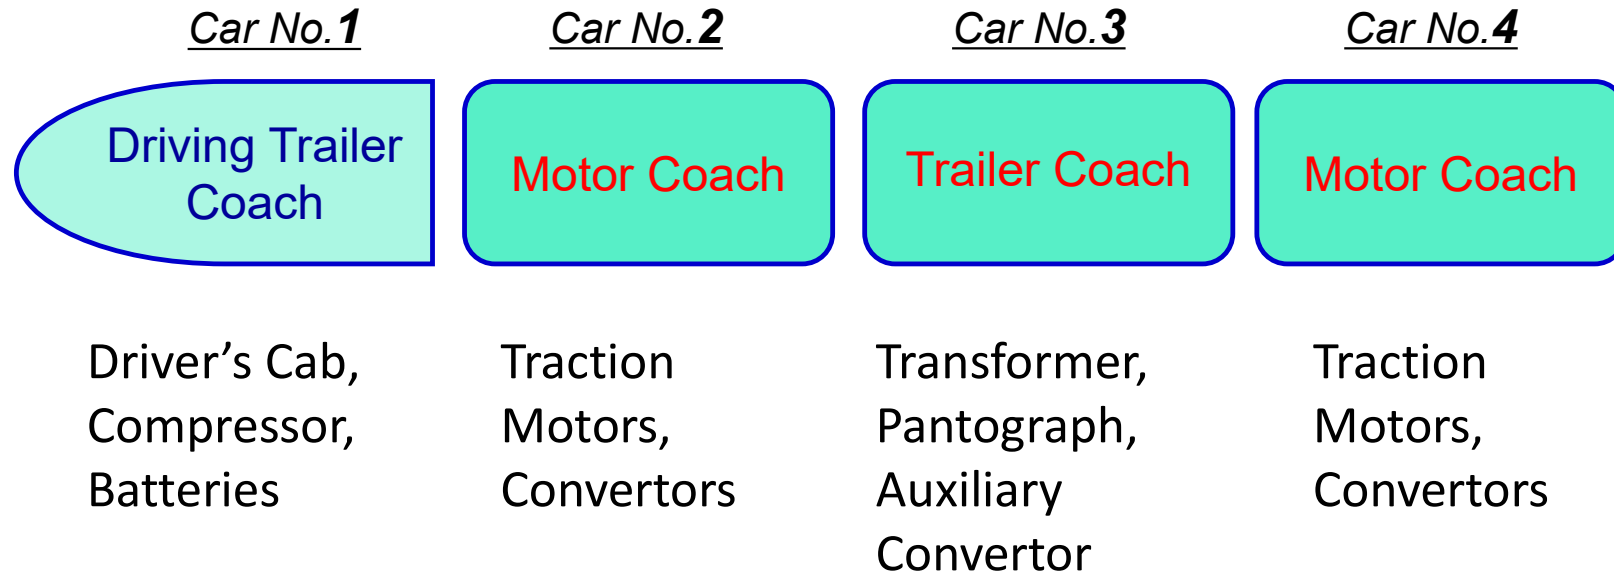 Car No.1
Car No.2
Car No.3
Car No.4
Driving Trailer
Coach
Motor Coach
Trailer Coach
Motor Coach
Driver’s Cab,
Compressor,
Batteries
Traction
Motors,
Convertors
Transformer,
Pantograph,
Auxiliary
Convertor
Traction
Motors,
Convertors